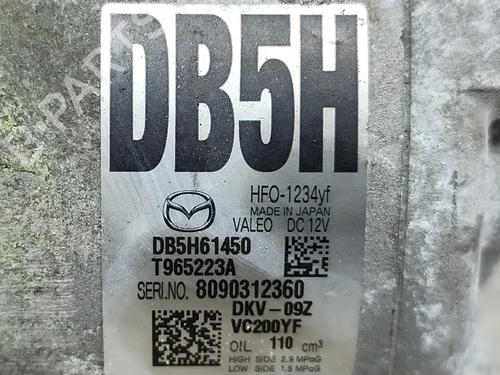 DB5H
HFO-1234yf
MADE IN JAPAN
VALEO DC 12V
DB5H61450
T965223A
SERI.NO. 8090312360
DKV-09Z
VC200YF
OIL 110 cm³
HIGH SIDE 2.9 MPaG
LOW SIDE 1.5 MPaG